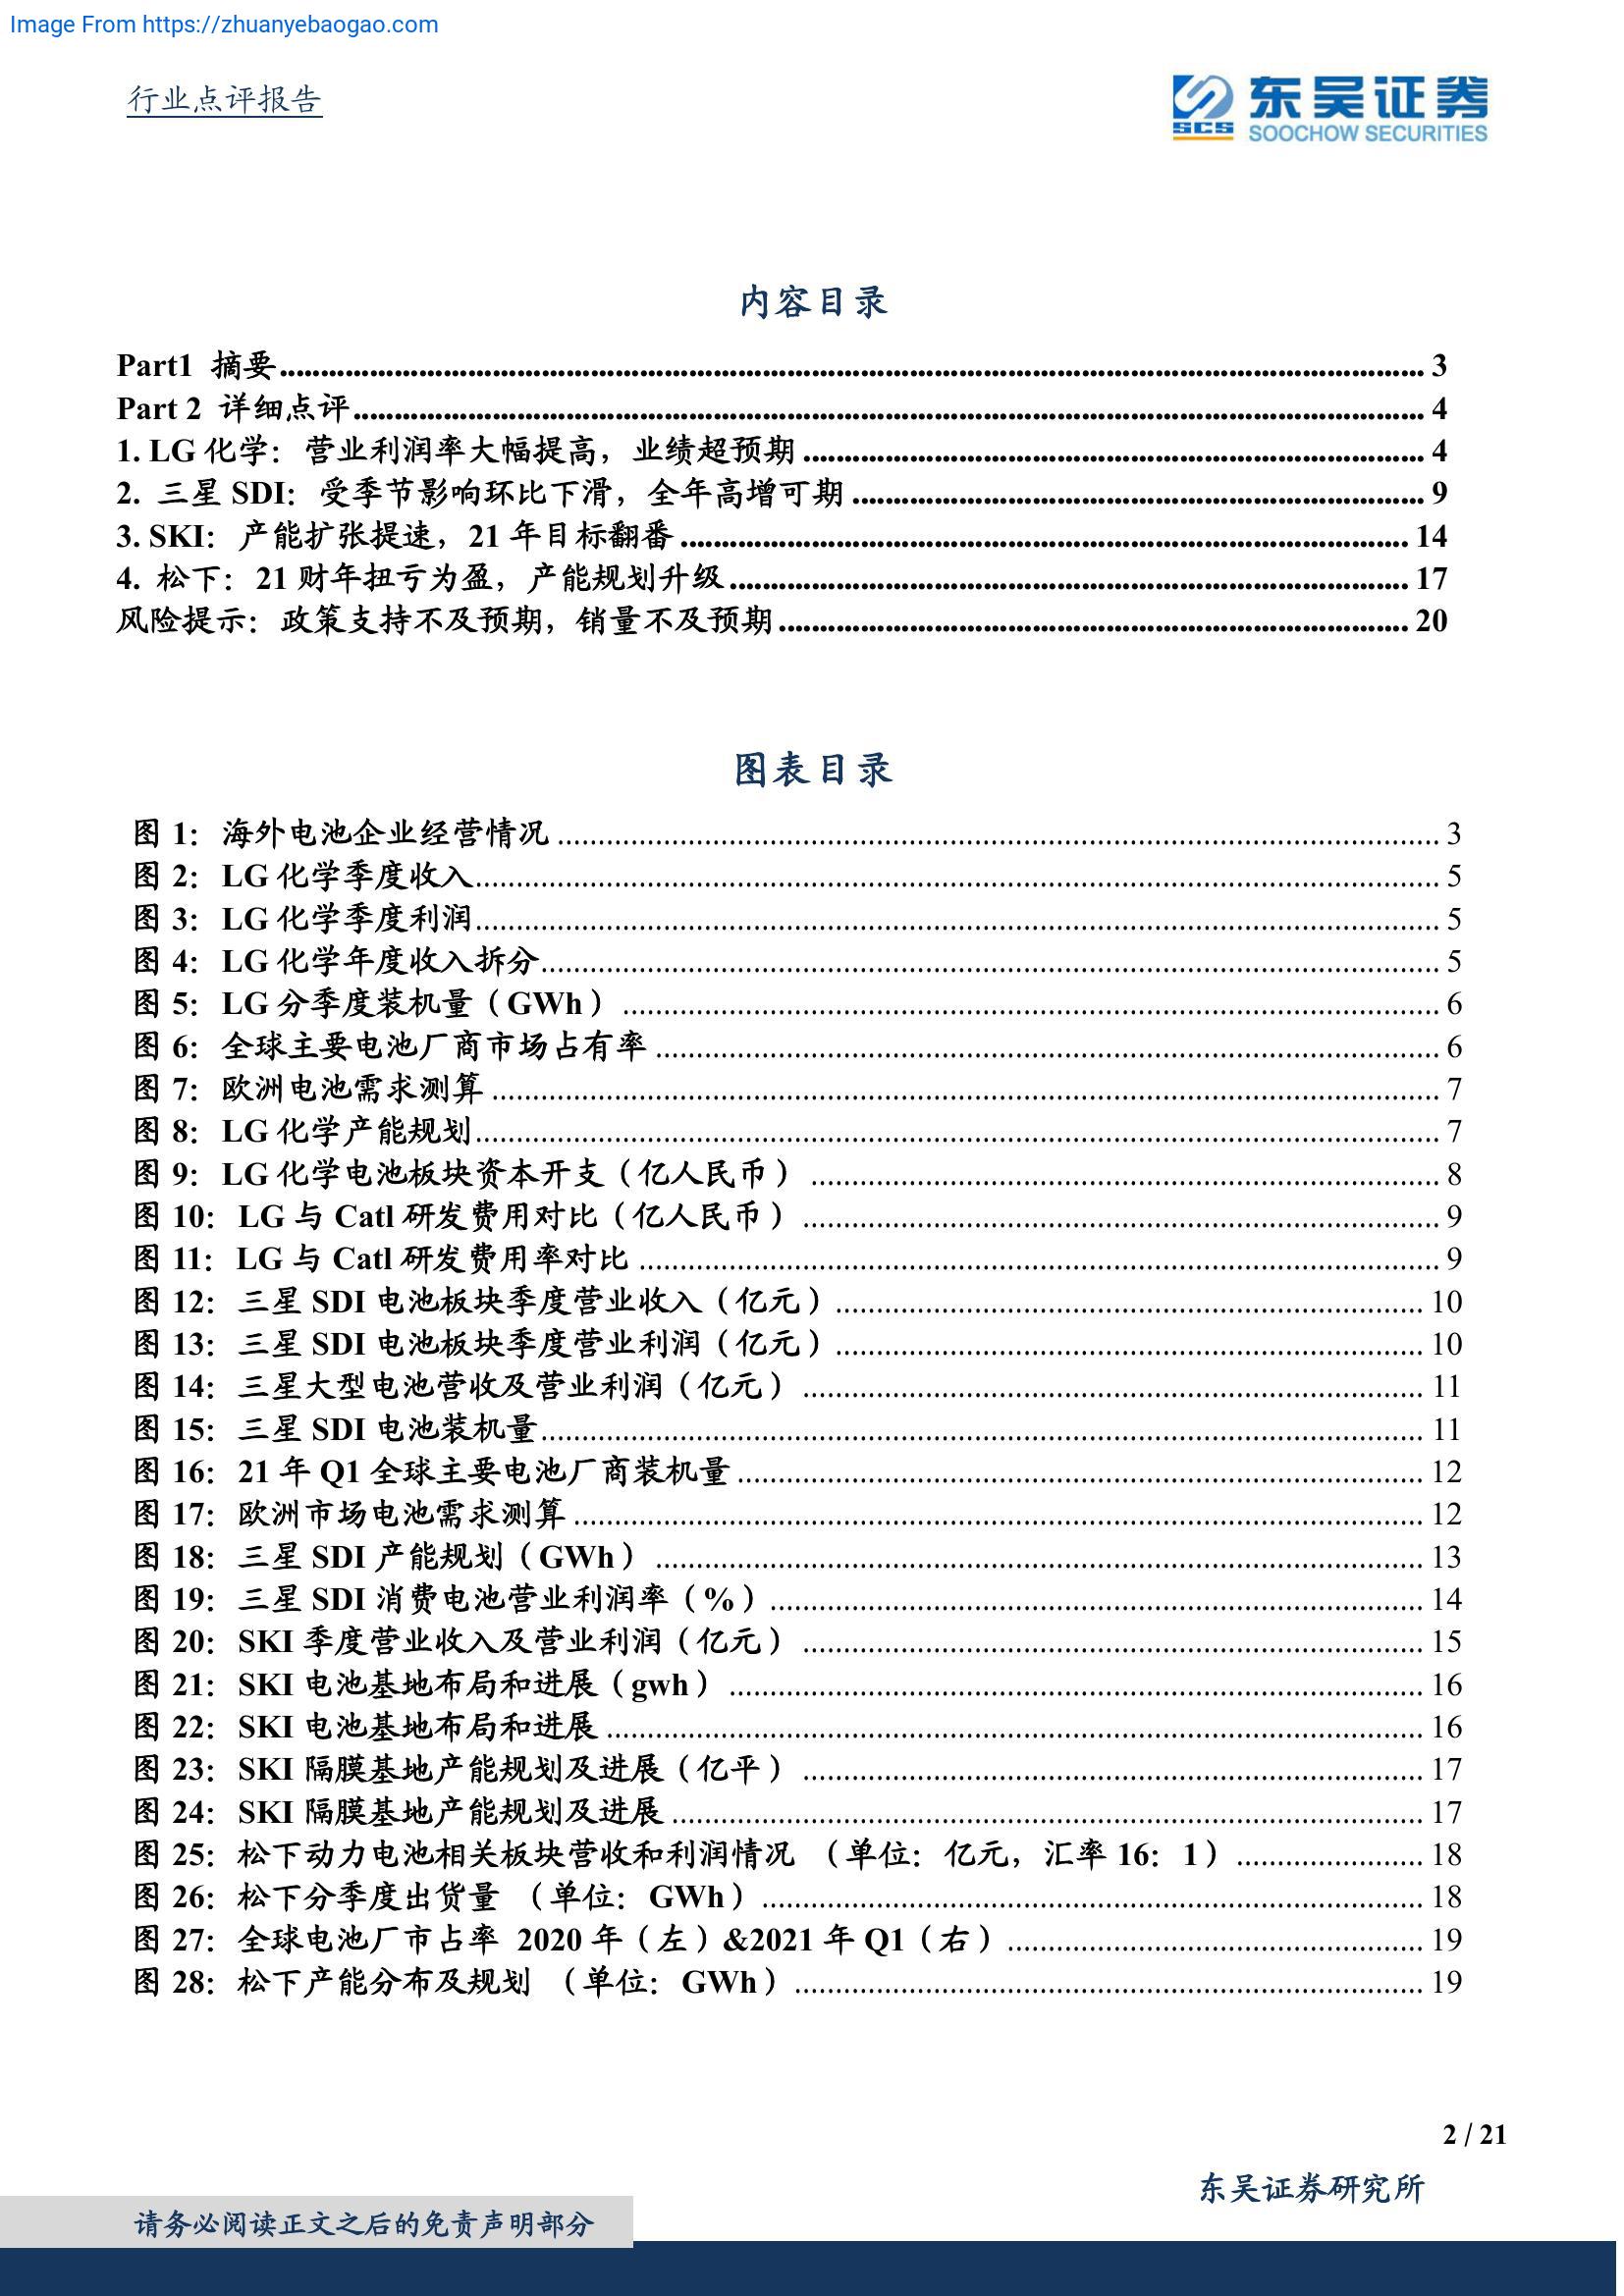 Image From https://zhuanyebaogao.com
行业点评报告
SCS 东吴证券
SOOCHOW SECURITIES
内容目录
Part1 摘要 3
Part 2 详细点评 4
1. LG 化学：营业利润率大幅提高，业绩超预期 4
2. 三星 SDI：受季节影响环比下滑，全年高增可期 9
3. SKI：产能扩张提速，21 年目标翻番 14
4. 松下：21 财年扭亏为盈，产能规划升级 17
风险提示：政策支持不及预期，销量不及预期 20
图表目录
图 1：海外电池企业经营情况 3
图 2：LG 化学季度收入 5
图 3：LG 化学季度利润 5
图 4：LG 化学年度收入拆分 5
图 5：LG 分季度装机量（GWh） 6
图 6：全球主要电池厂商市场占有率 6
图 7：欧洲电池需求测算 7
图 8：LG 化学产能规划 7
图 9：LG 化学电池板块资本开支（亿人民币） 8
图 10：LG 与 Catl 研发费用对比（亿人民币） 9
图 11：LG 与 Catl 研发费用率对比 9
图 12：三星 SDI 电池板块季度营业收入（亿元） 10
图 13：三星 SDI 电池板块季度营业利润（亿元） 10
图 14：三星大型电池营收及营业利润（亿元） 11
图 15：三星 SDI 电池装机量 11
图 16：21 年 Q1 全球主要电池厂商装机量 12
图 17：欧洲市场电池需求测算 12
图 18：三星 SDI 产能规划（GWh） 13
图 19：三星 SDI 消费电池营业利润率（%） 14
图 20：SKI 季度营业收入及营业利润（亿元） 15
图 21：SKI 电池基地布局和进展（gwh） 16
图 22：SKI 电池基地布局和进展 16
图 23：SKI 隔膜基地产能规划及进展（亿平） 17
图 24：SKI 隔膜基地产能规划及进展 17
图 25：松下动力电池相关板块营收和利润情况 （单位：亿元，汇率 16：1） 18
图 26：松下分季度出货量 （单位：GWh） 18
图 27：全球电池厂市占率 2020 年（左）&2021 年 Q1（右） 19
图 28：松下产能分布及规划 （单位：GWh） 19
2 / 21
东吴证券研究所
请务必阅读正文之后的免责声明部分